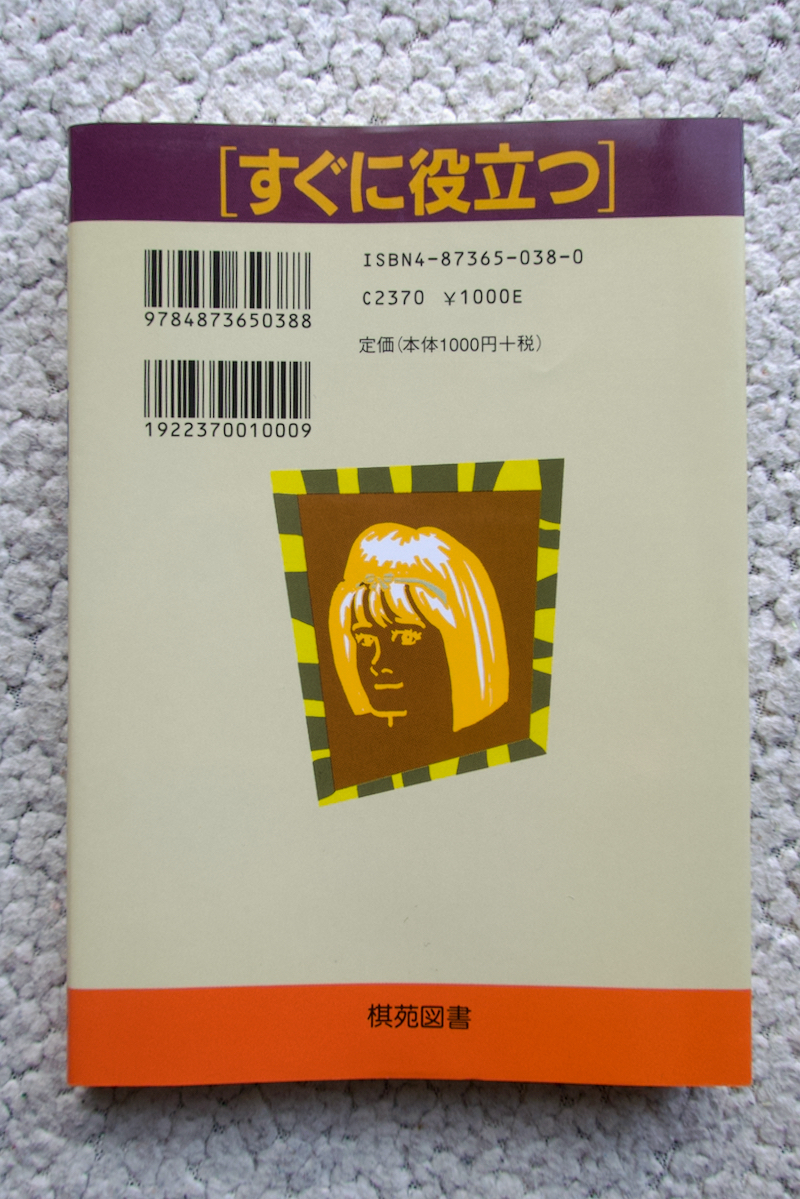 [すぐに役立つ]
ISBN4-87365-038-0
C2370 ¥1000E
定価(本体1000円+税)
9784873650388
1922370010009
棋苑図書